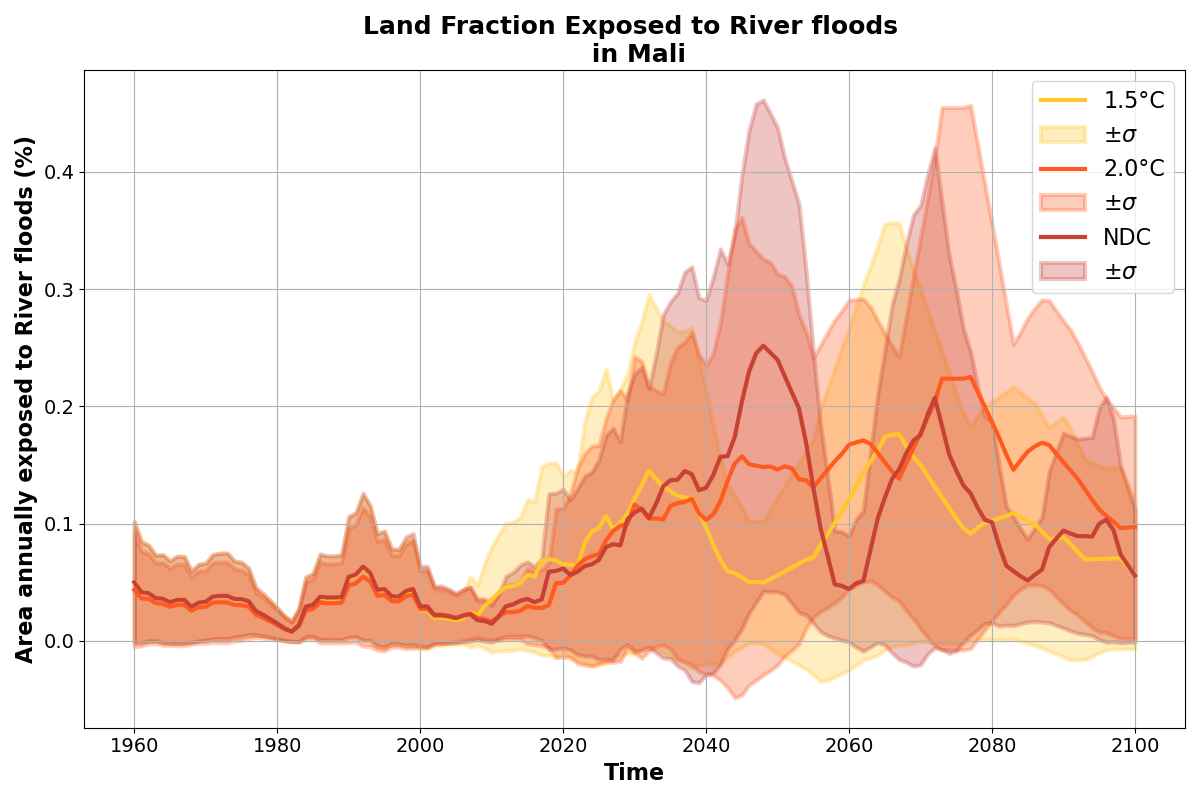 Land Fraction Exposed to River floods
in Mali
Area annually exposed to River floods (%)
0.4
0.3
0.2
0.1
0.0
1960 1980 2000 2020 2040 2060 2080 2100
Time
1.5°C
±σ
2.0°C
±σ
NDC
±σ